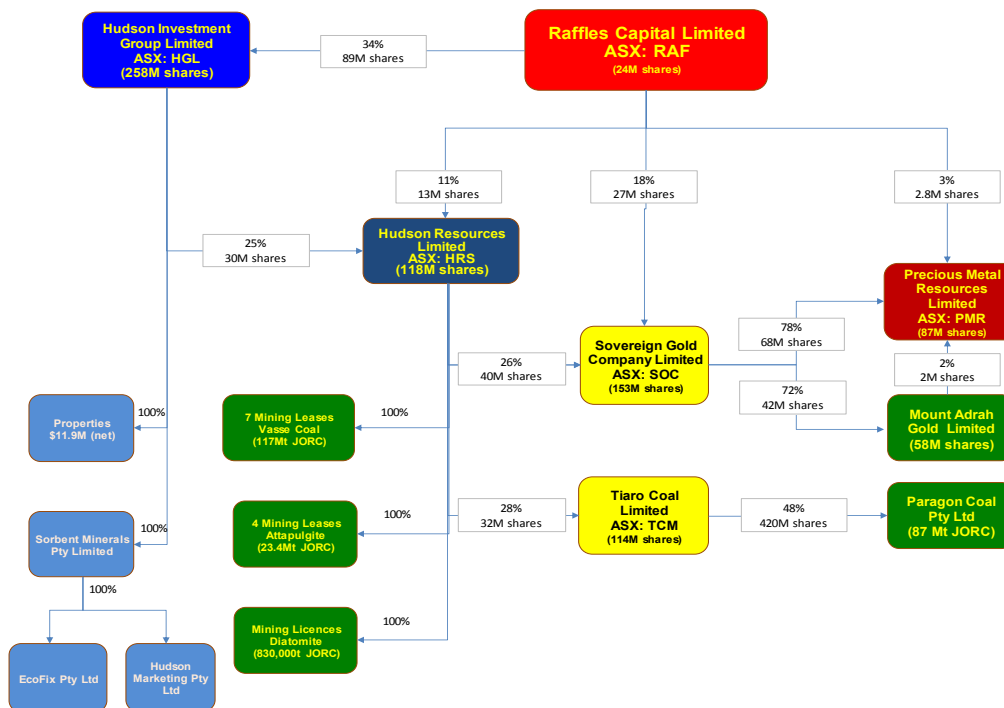 Hudson Investment
Group Limited
ASX: HGL
(258M shares)
34%
89M shares
Raffles Capital Limited
ASX: RAF
(24M shares)
11%
13M shares
18%
27M shares
3%
2.8M shares
25%
30M shares
Hudson Resources
Limited
ASX: HRS
(118M shares)
Precious Metal
Resources
Limited
ASX: PMR
(87M shares)
26%
40M shares
Sovereign Gold
Company Limited
ASX: SOC
(153M shares)
78%
68M shares
2%
2M shares
72%
42M shares
Mount Adrah
Gold Limited
(58M shares)
100%
Properties
$11.9M (net)
100%
7 Mining Leases
Vasse Coal
(117Mt JORC)
28%
32M shares
Tiaro Coal
Limited
ASX: TCM
(114M shares)
48%
420M shares
Paragon Coal
Pty Ltd
(87 Mt JORC)
100%
Sorbent Minerals
Pty Limited
100%
4 Mining Leases
Attapulgite
(23.4Mt JORC)
100%
100%
Mining Licences
Diatomite
(830,000t JORC)
EcoFix Pty Ltd
Hudson
Marketing Pty
Ltd